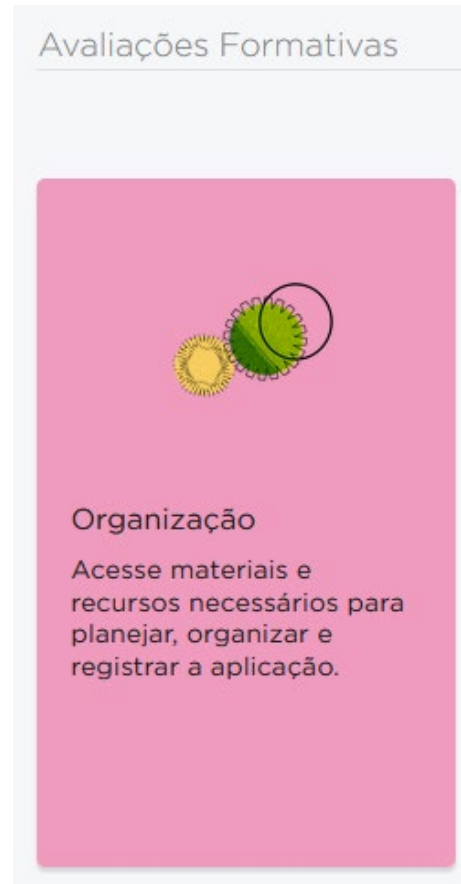 Avaliações Formativas
Organização
Acesse materiais e
recursos necessários para
planejar, organizar e
registrar a aplicação.